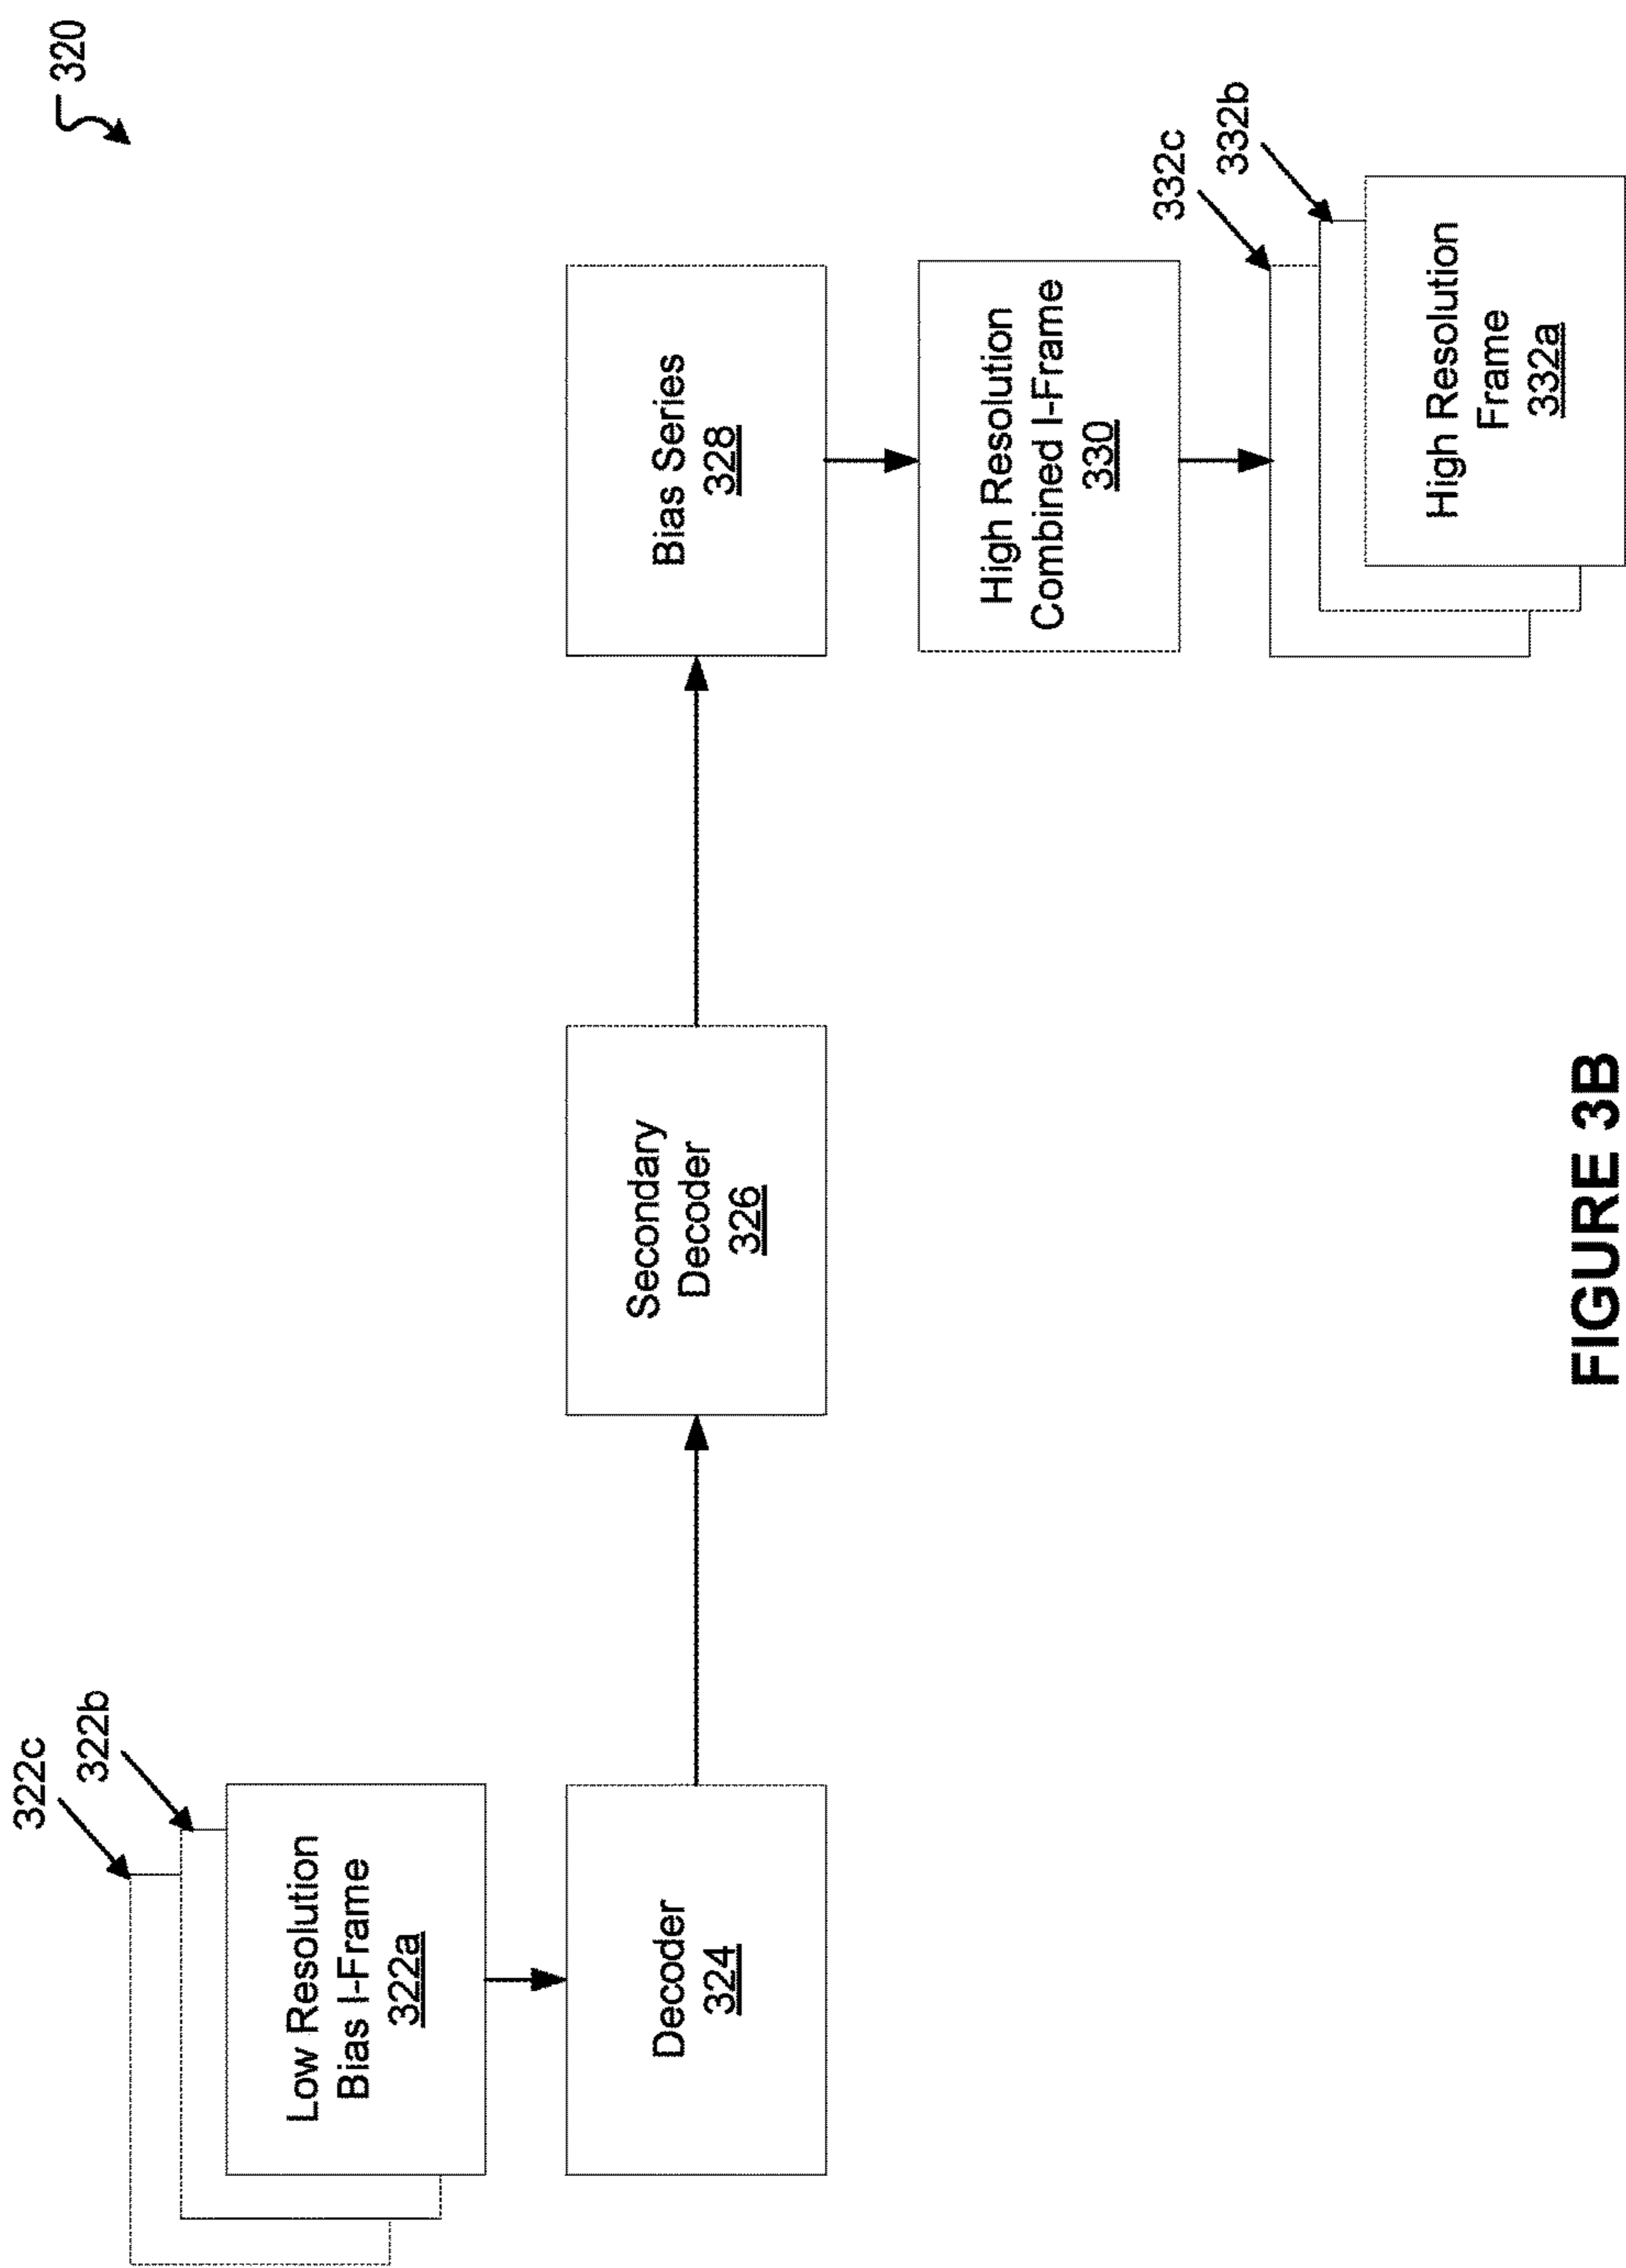 320
322c
322b
Low Resolution
Bias I-Frame
322a
Decoder
324
Secondary
Decoder
326
Bias Series
328
High Resolution
Combined I-Frame
330
332c
332b
High Resolution
Frame
332a
FIGURE 3B